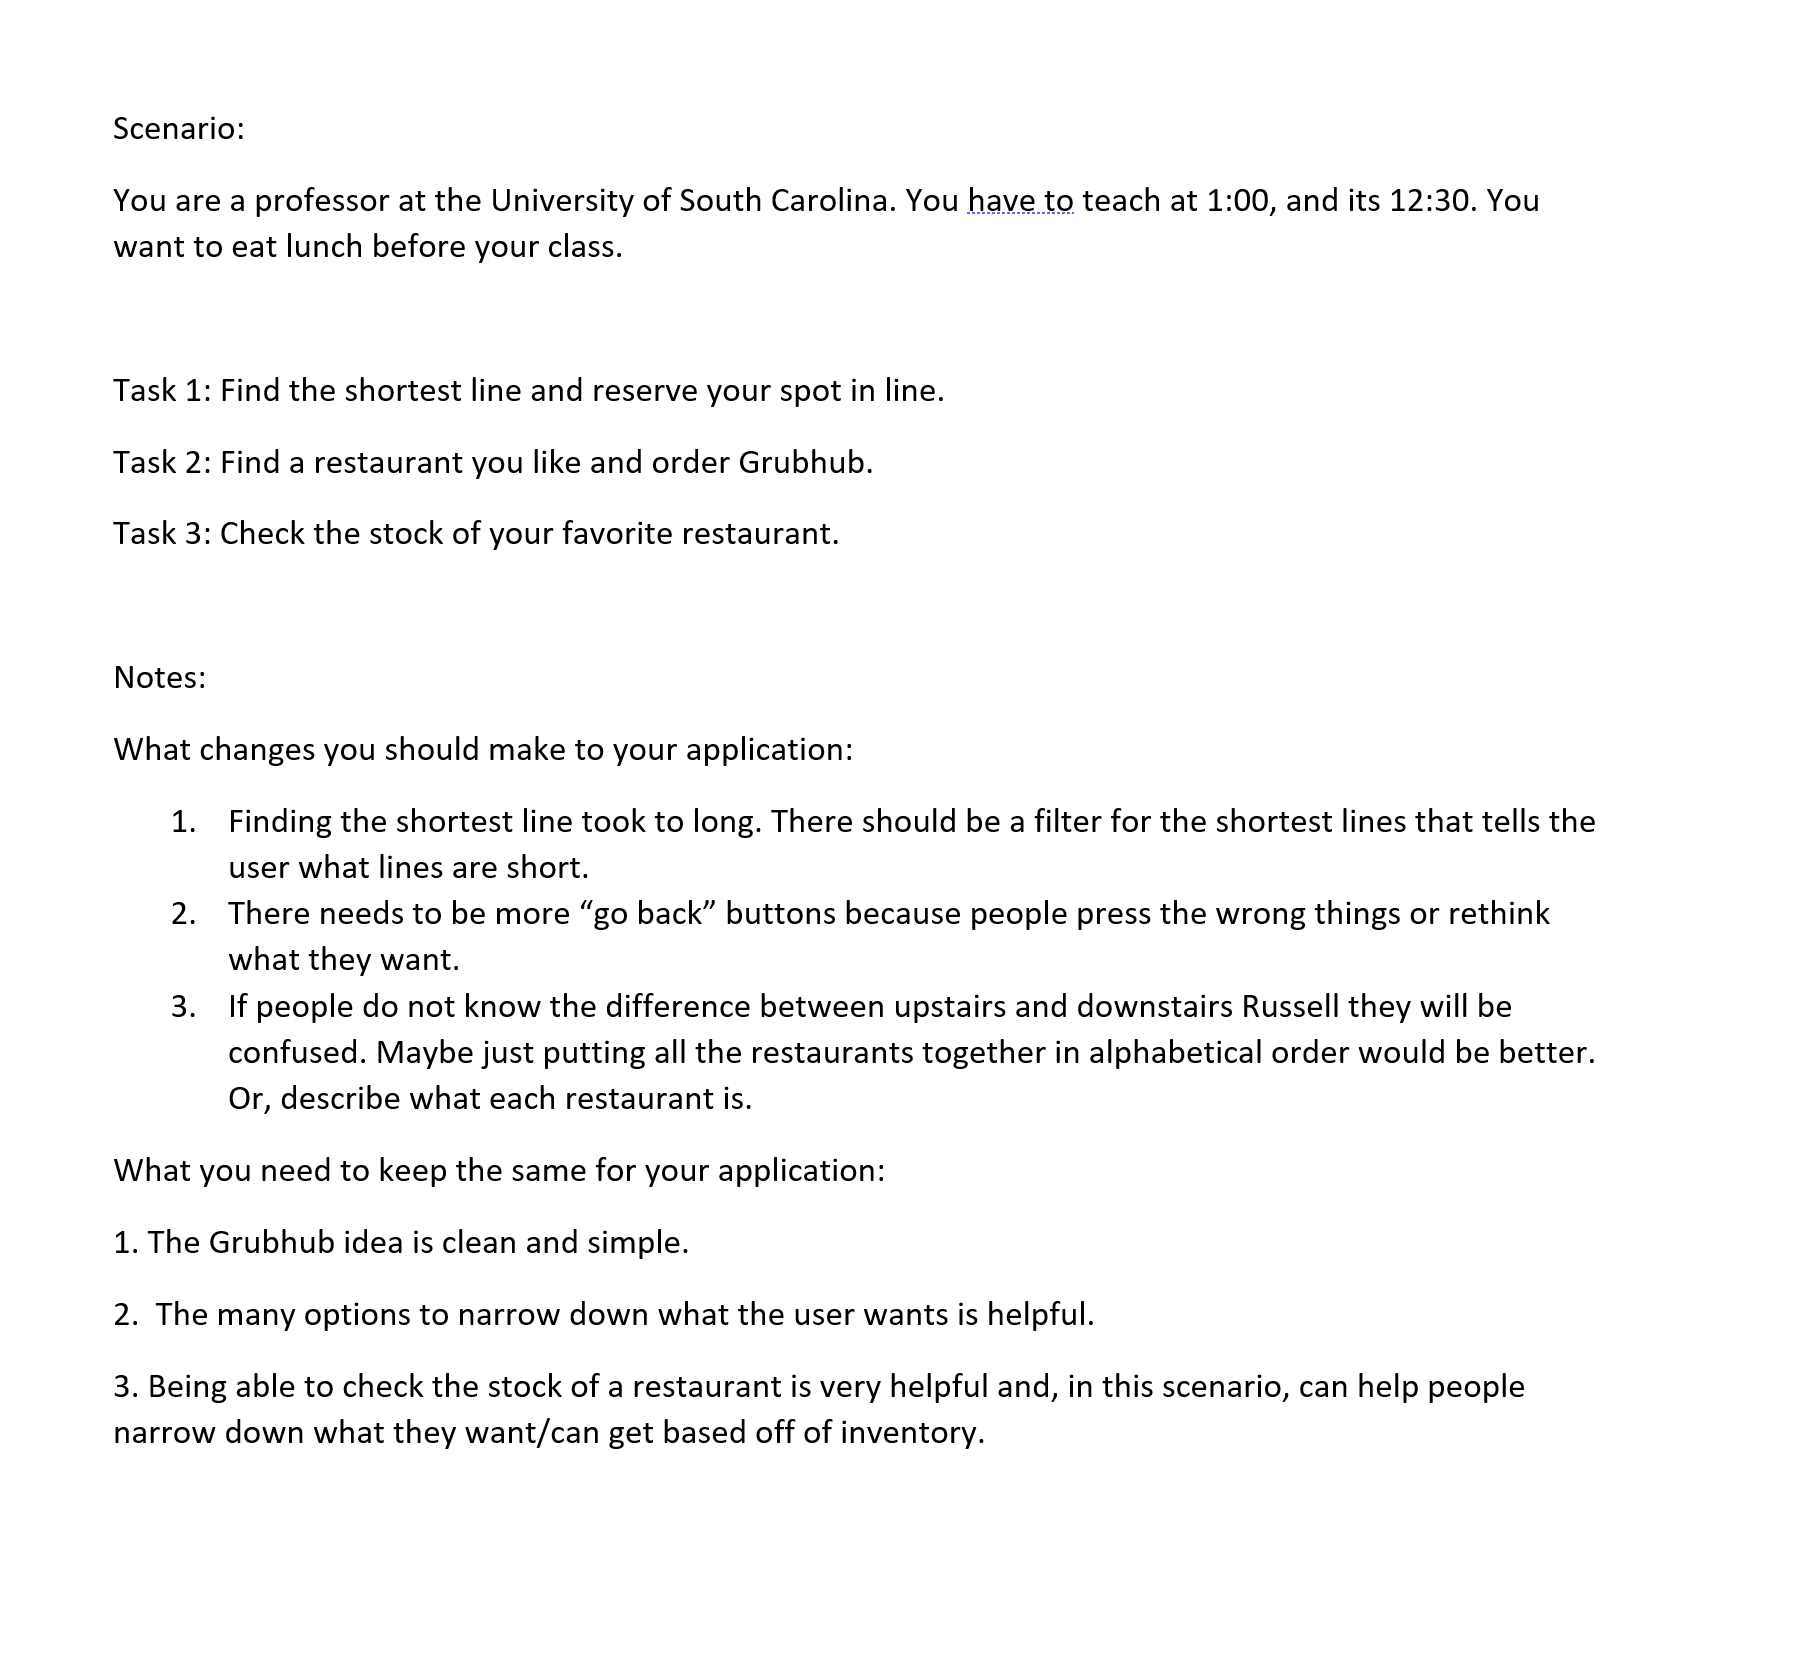 Scenario:
You are a professor at the University of South Carolina. You have to teach at 1:00, and its 12:30. You
want to eat lunch before your class.
Task 1: Find the shortest line and reserve your spot in line.
Task 2: Find a restaurant you like and order Grubhub.
Task 3: Check the stock of your favorite restaurant.
Notes:
What changes you should make to your application:
1. Finding the shortest line took to long. There should be a filter for the shortest lines that tells the
user what lines are short.
2. There needs to be more “go back” buttons because people press the wrong things or rethink
what they want.
3. If people do not know the difference between upstairs and downstairs Russell they will be
confused. Maybe just putting all the restaurants together in alphabetical order would be better.
Or, describe what each restaurant is.
What you need to keep the same for your application:
1. The Grubhub idea is clean and simple.
2.  The many options to narrow down what the user wants is helpful.
3. Being able to check the stock of a restaurant is very helpful and, in this scenario, can help people
narrow down what they want/can get based off of inventory.